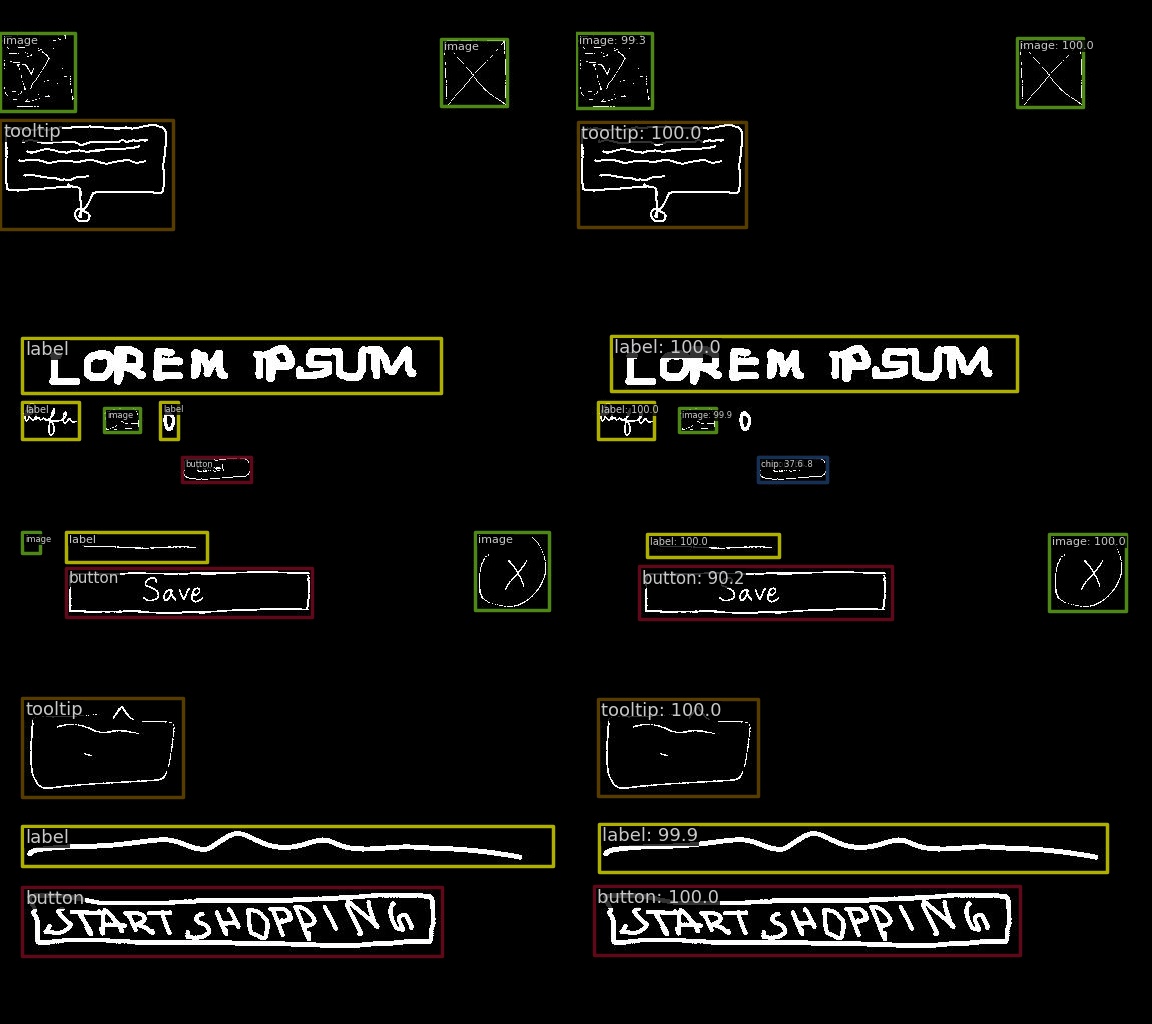 image image image: 99.3 image: 100.0
tooltip tooltip: 100.0
label label: 100.0
LOREM IPSUM LOREM IPSUM
label image label label: 100.0 image: 99.9
0 0
button chip: 37.6
image label image label: 100.0 image: 100.0
X X
button button: 90.2
Save Save
tooltip tooltip: 100.0
label label: 99.9
button button: 100.0
START SHOPPING START SHOPPING